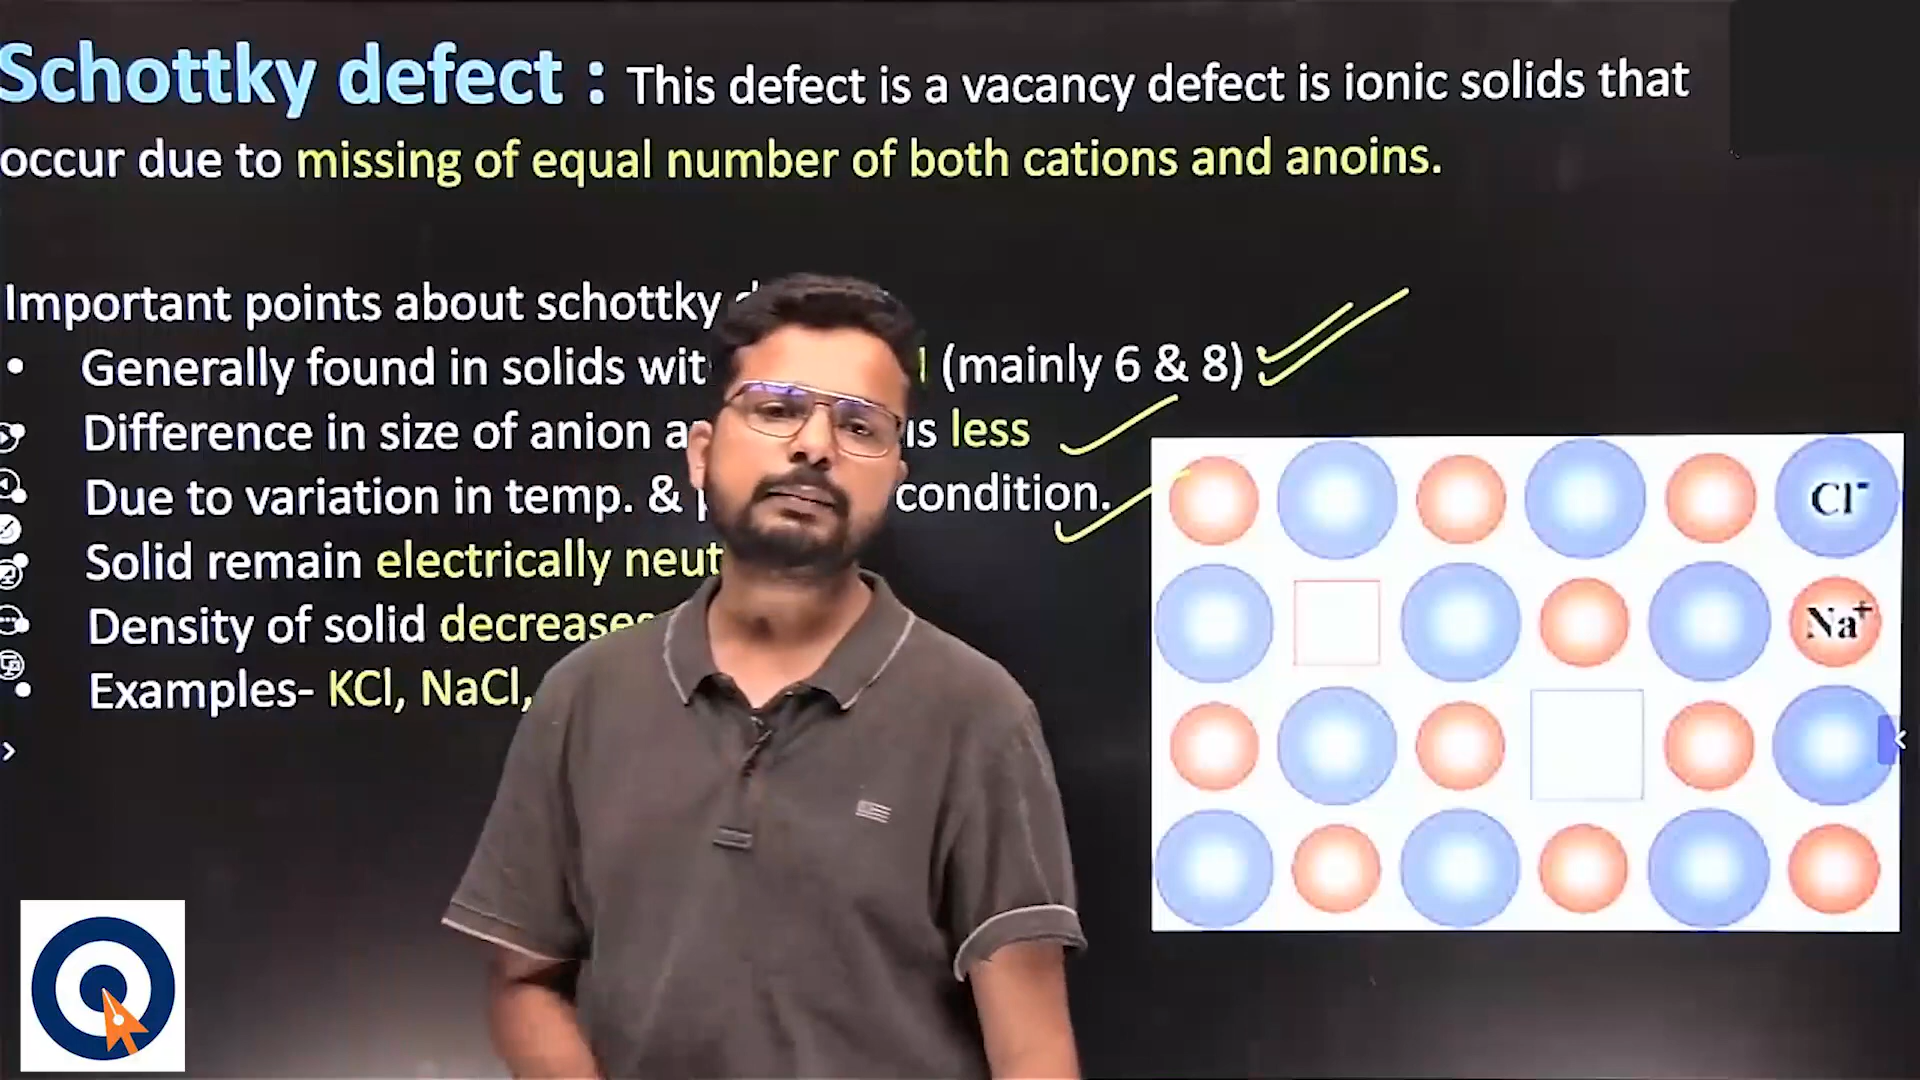 Schottky defect : This defect is a vacancy defect is ionic solids that
occur due to missing of equal number of both cations and anoins.
Important points about schottky
• Generally found in solids (mainly 6 & 8)
Difference in size of anion is less
Due to variation in temp. & condition.
Solid remain electrically
Density of solid decreases
• Examples- KCl, NaCl,
Cl⁻
Na⁺